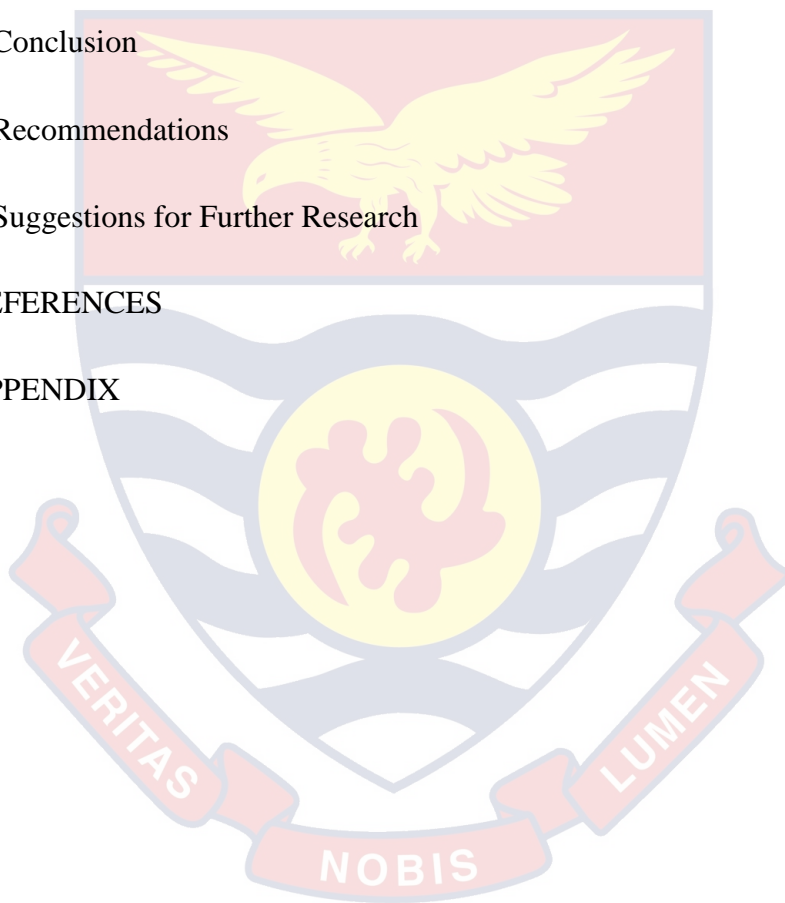 Conclusion
Recommendations
Suggestions for Further Research
EFERENCES
PPENDIX
VERITAS
NOBIS
LUMEN